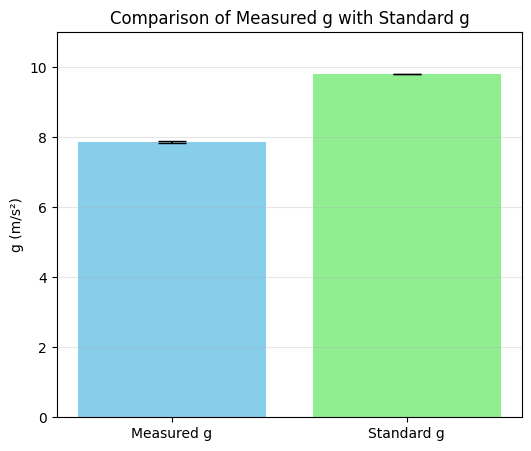 Comparison of Measured g with Standard g
g (m/s²)
10
8
6
4
2
0
Measured g
Standard g